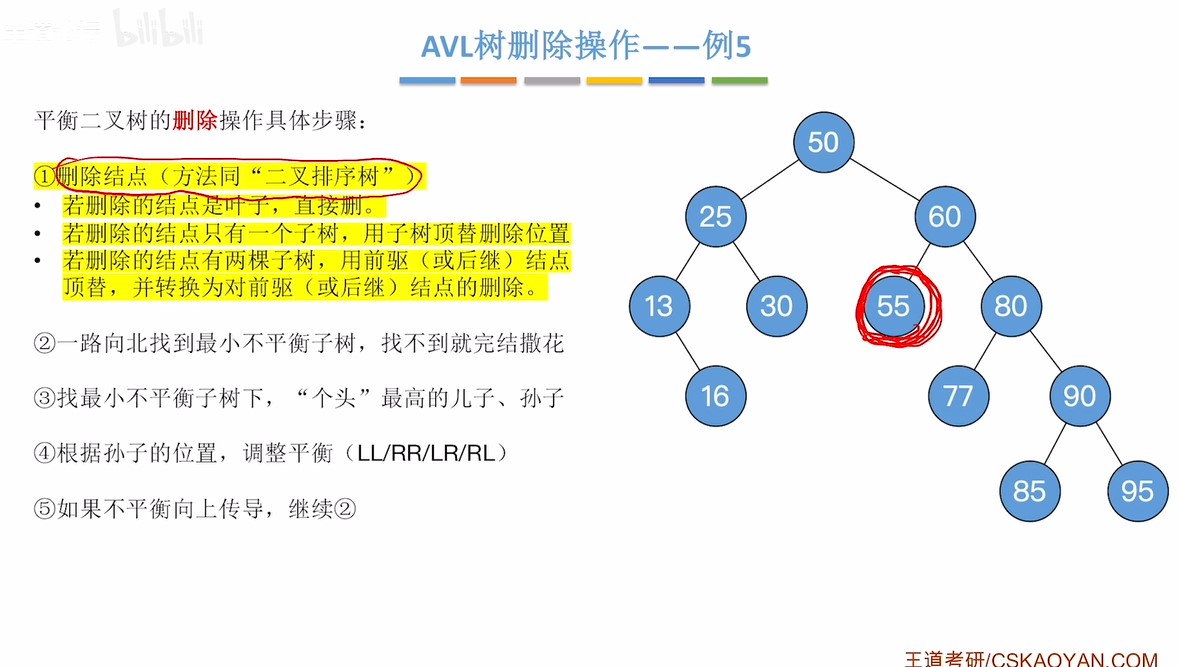 bilibili
AVL树删除操作——例5
平衡二叉树的删除操作具体步骤：
①删除结点（方法同“二叉排序树”）
• 若删除的结点是叶子，直接删。
• 若删除的结点只有一个子树，用子树顶替删除位置
• 若删除的结点有两棵子树，用前驱（或后继）结点
顶替，并转换为对前驱（或后继）结点的删除。
②一路向北找到最小不平衡子树，找不到就完结撒花
③找最小不平衡子树下，“个头”最高的儿子、孙子
④根据孙子的位置，调整平衡（LL/RR/LR/RL）
⑤如果不平衡向上传导，继续②
50
25
60
13
30
55
80
16
77
90
85
95
王道考研/CSKAOYAN.COM